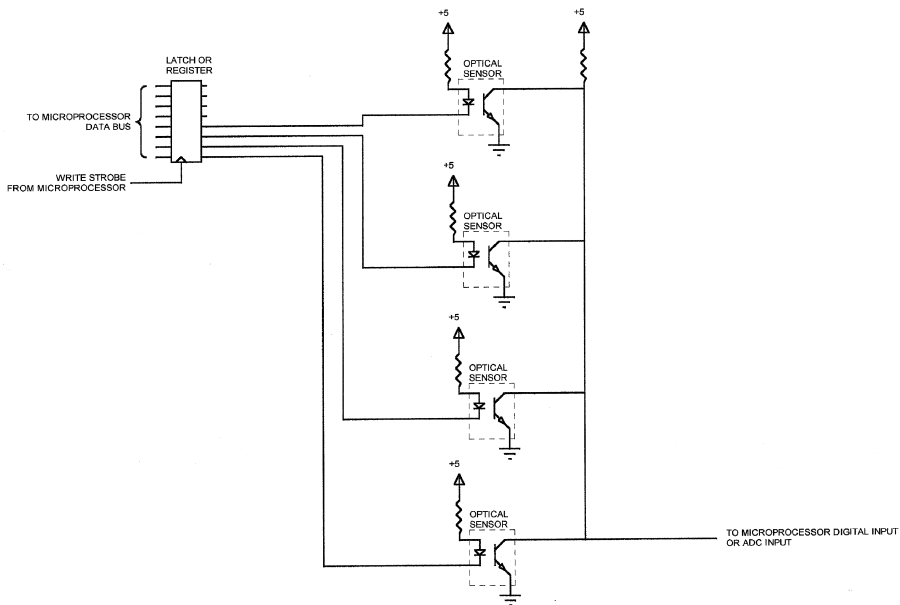 +5
+5
LATCH OR
REGISTER
OPTICAL
SENSOR
TO MICROPROCESSOR
DATA BUS
WRITE STROBE
FROM MICROPROCESSOR
+5
OPTICAL
SENSOR
+5
OPTICAL
SENSOR
+5
OPTICAL
SENSOR
TO MICROPROCESSOR DIGITAL INPUT
OR ADC INPUT